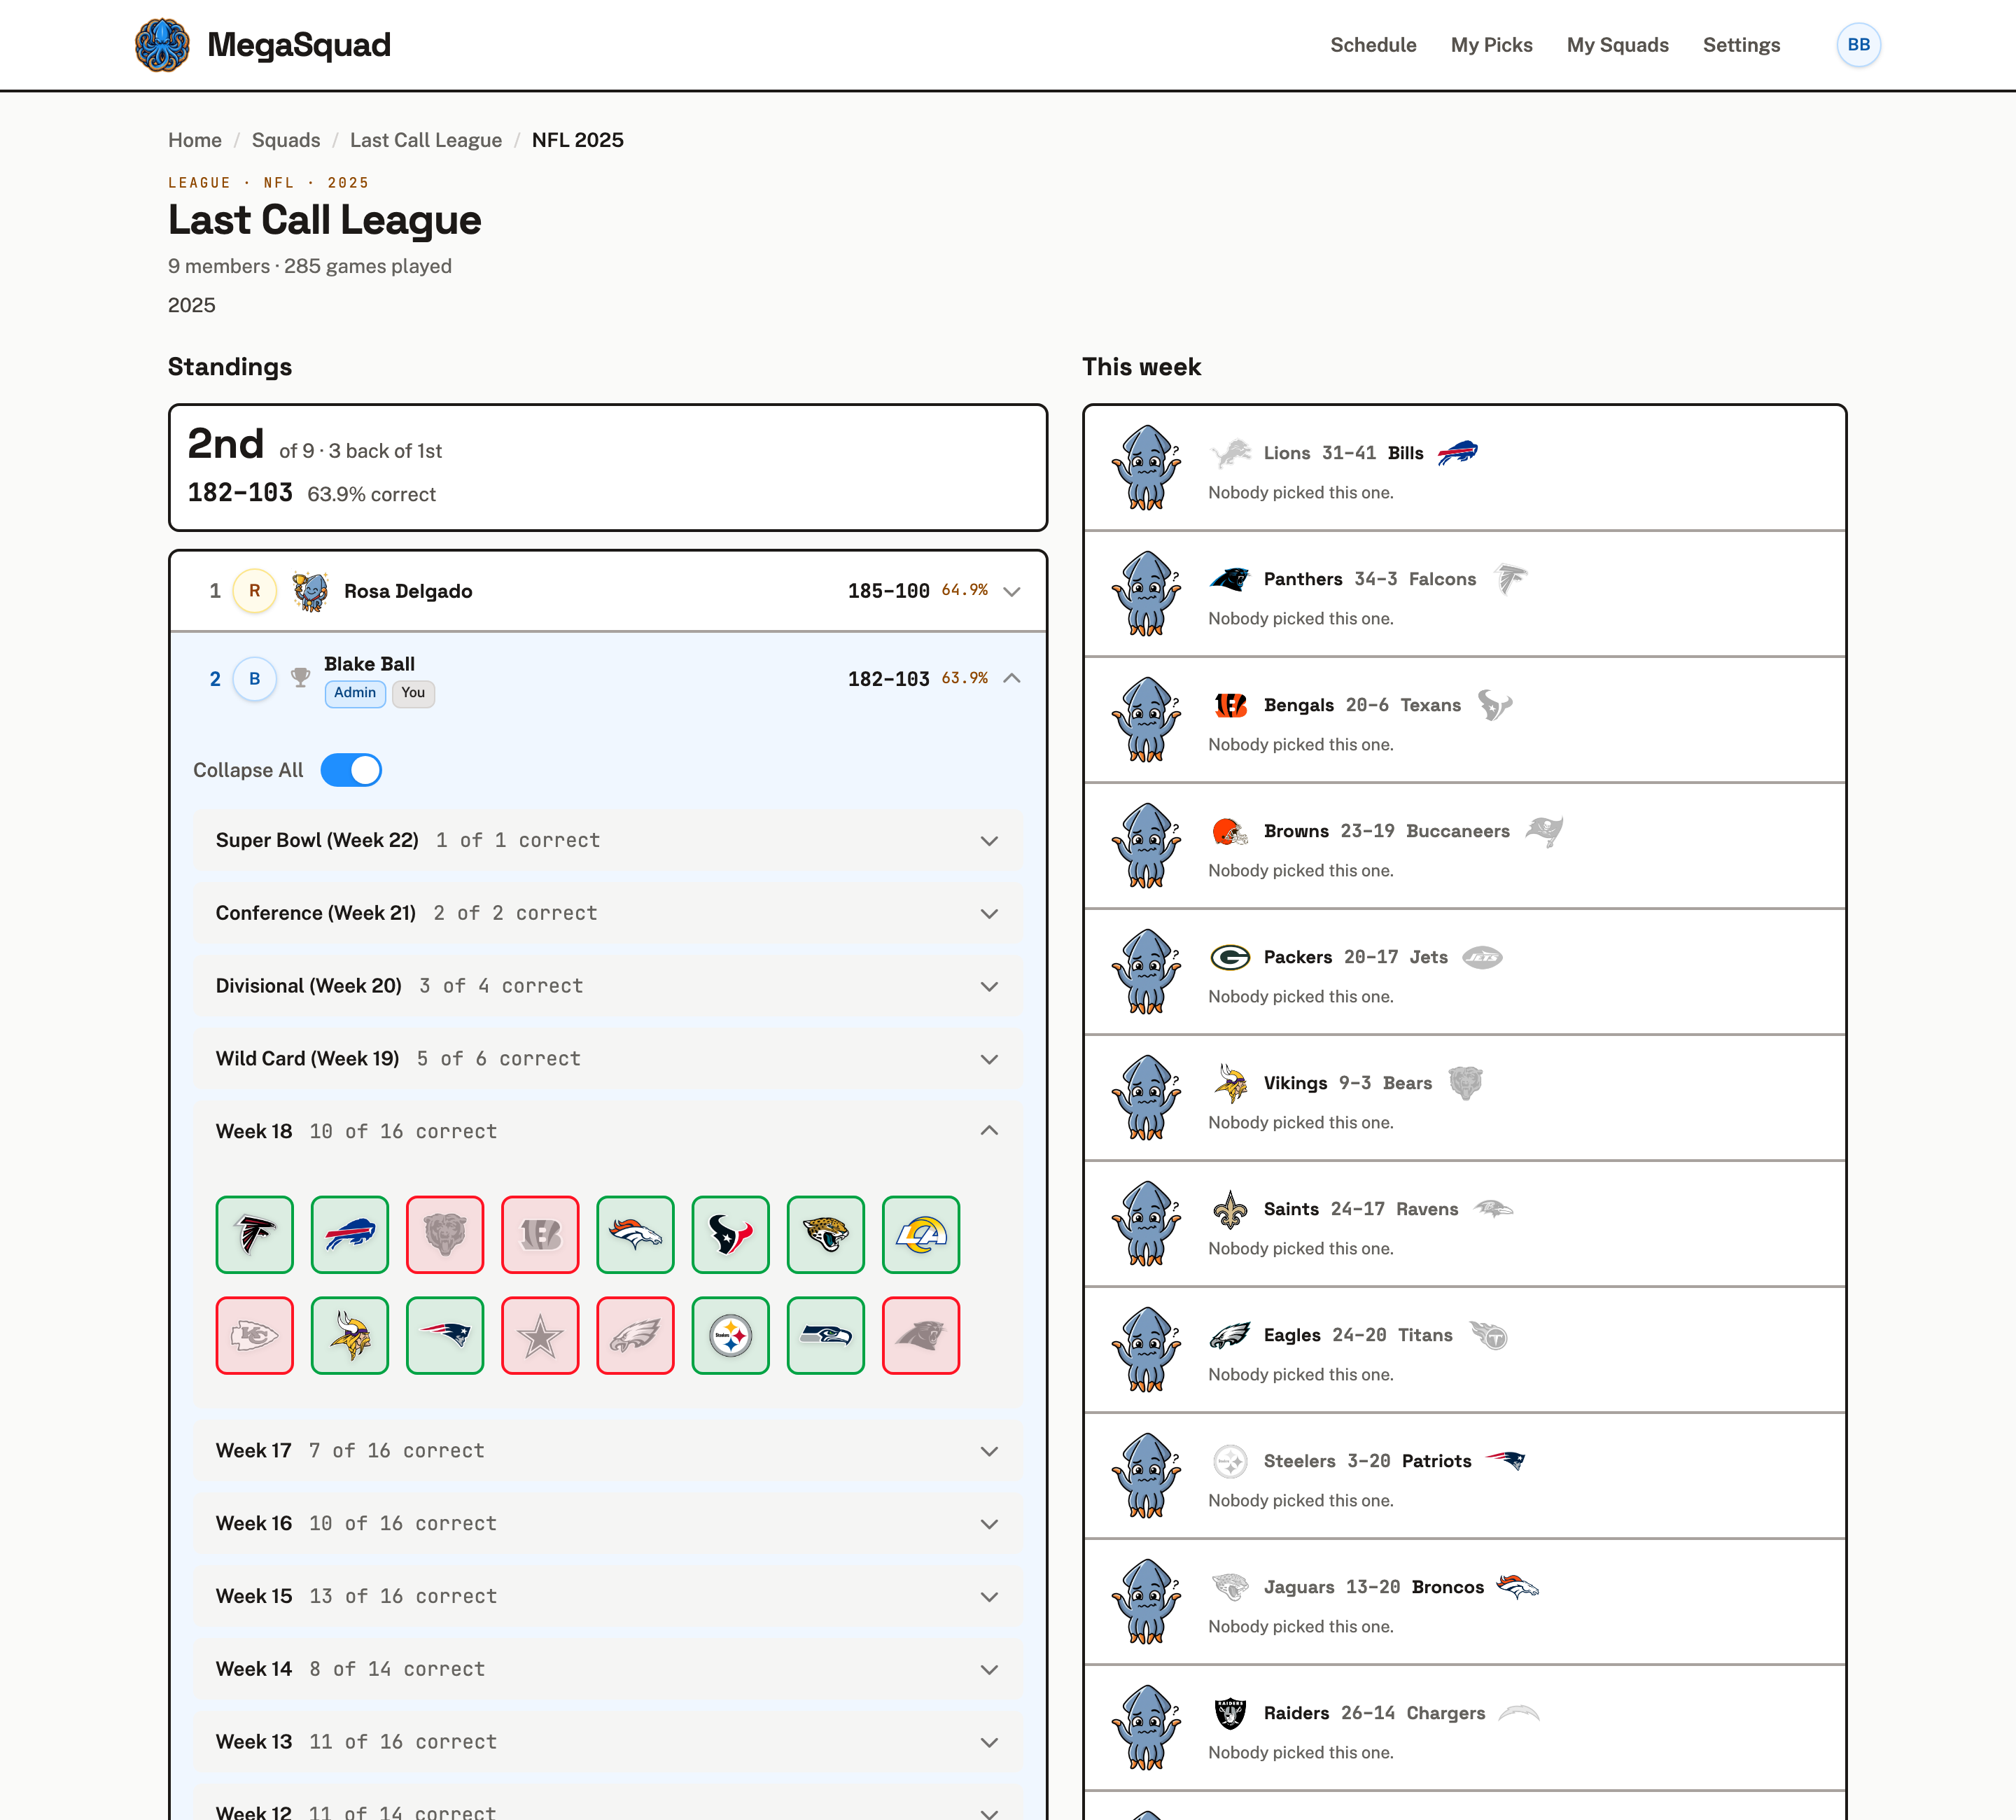 MegaSquad
Schedule My Picks My Squads Settings BB
Home / Squads / Last Call League / NFL 2025
LEAGUE · NFL · 2025
Last Call League
9 members · 285 games played
2025
Standings
2nd of 9 · 3 back of 1st
182–103 63.9% correct
1 R Rosa Delgado 185–100 64.9%
2 B Blake Ball 182–103 63.9%
Admin You
Collapse All
Super Bowl (Week 22) 1 of 1 correct
Conference (Week 21) 2 of 2 correct
Divisional (Week 20) 3 of 4 correct
Wild Card (Week 19) 5 of 6 correct
Week 18 10 of 16 correct
Week 17 7 of 16 correct
Week 16 10 of 16 correct
Week 15 13 of 16 correct
Week 14 8 of 14 correct
Week 13 11 of 16 correct
Week 12 11 of 14 correct
This week
Lions 31–41 Bills
Nobody picked this one.
Panthers 34–3 Falcons
Nobody picked this one.
Bengals 20–6 Texans
Nobody picked this one.
Browns 23–19 Buccaneers
Nobody picked this one.
Packers 20–17 Jets
Nobody picked this one.
Vikings 9–3 Bears
Nobody picked this one.
Saints 24–17 Ravens
Nobody picked this one.
Eagles 24–20 Titans
Nobody picked this one.
Steelers 3–20 Patriots
Nobody picked this one.
Jaguars 13–20 Broncos
Nobody picked this one.
Raiders 26–14 Chargers
Nobody picked this one.